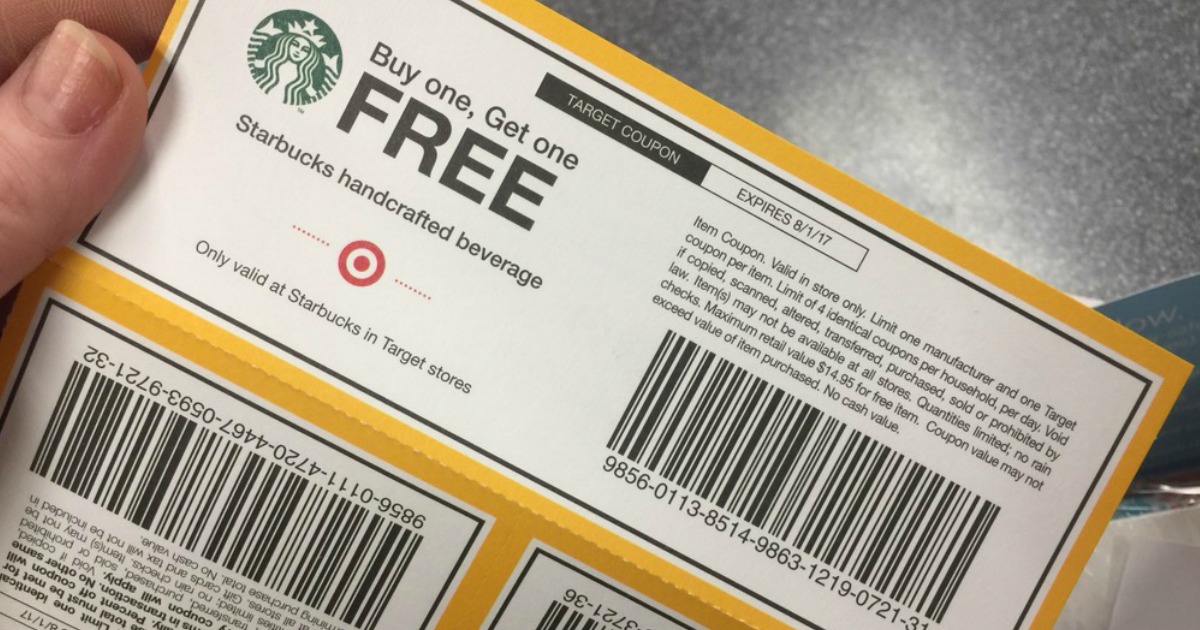 Buy one, Get one
FREE
Starbucks handcrafted beverage
Only valid at Starbucks in Target stores
TARGET COUPON
EXPIRES 8/1/17
Item Coupon. Valid in store only. Limit one manufacturer and one Target
coupon per item. Limit of 4 identical coupons per household, per day. Void
if copied, scanned, altered, transferred, purchased, sold or prohibited by
law. Item(s) may not be available at all stores. Quantities limited; no rain
checks. Maximum retail value $14.95 for free item. Coupon value may not
exceed value of item purchased. No cash value.
9856-0113-8514-9863-1219-0721-31
9856-0111-4720-4467-0593-9721-32
-3721-36
ow.